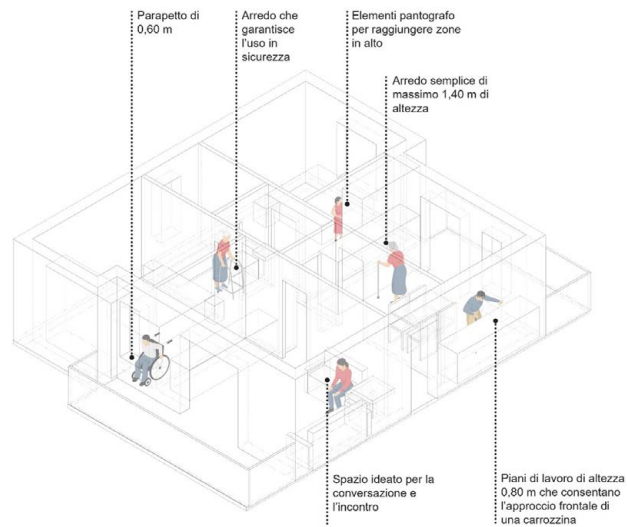 Parapetto di
0,60 m
Arredo che
garantisce
l'uso in
sicurezza
Elementi pantografo
per raggiungere zone
in alto
Arredo semplice di
massimo 1,40 m di
altezza
Spazio ideato per la
conversazione e
l'incontro
Piani di lavoro di altezza
0,80 m che consentano
l'approccio frontale di
una carrozzina